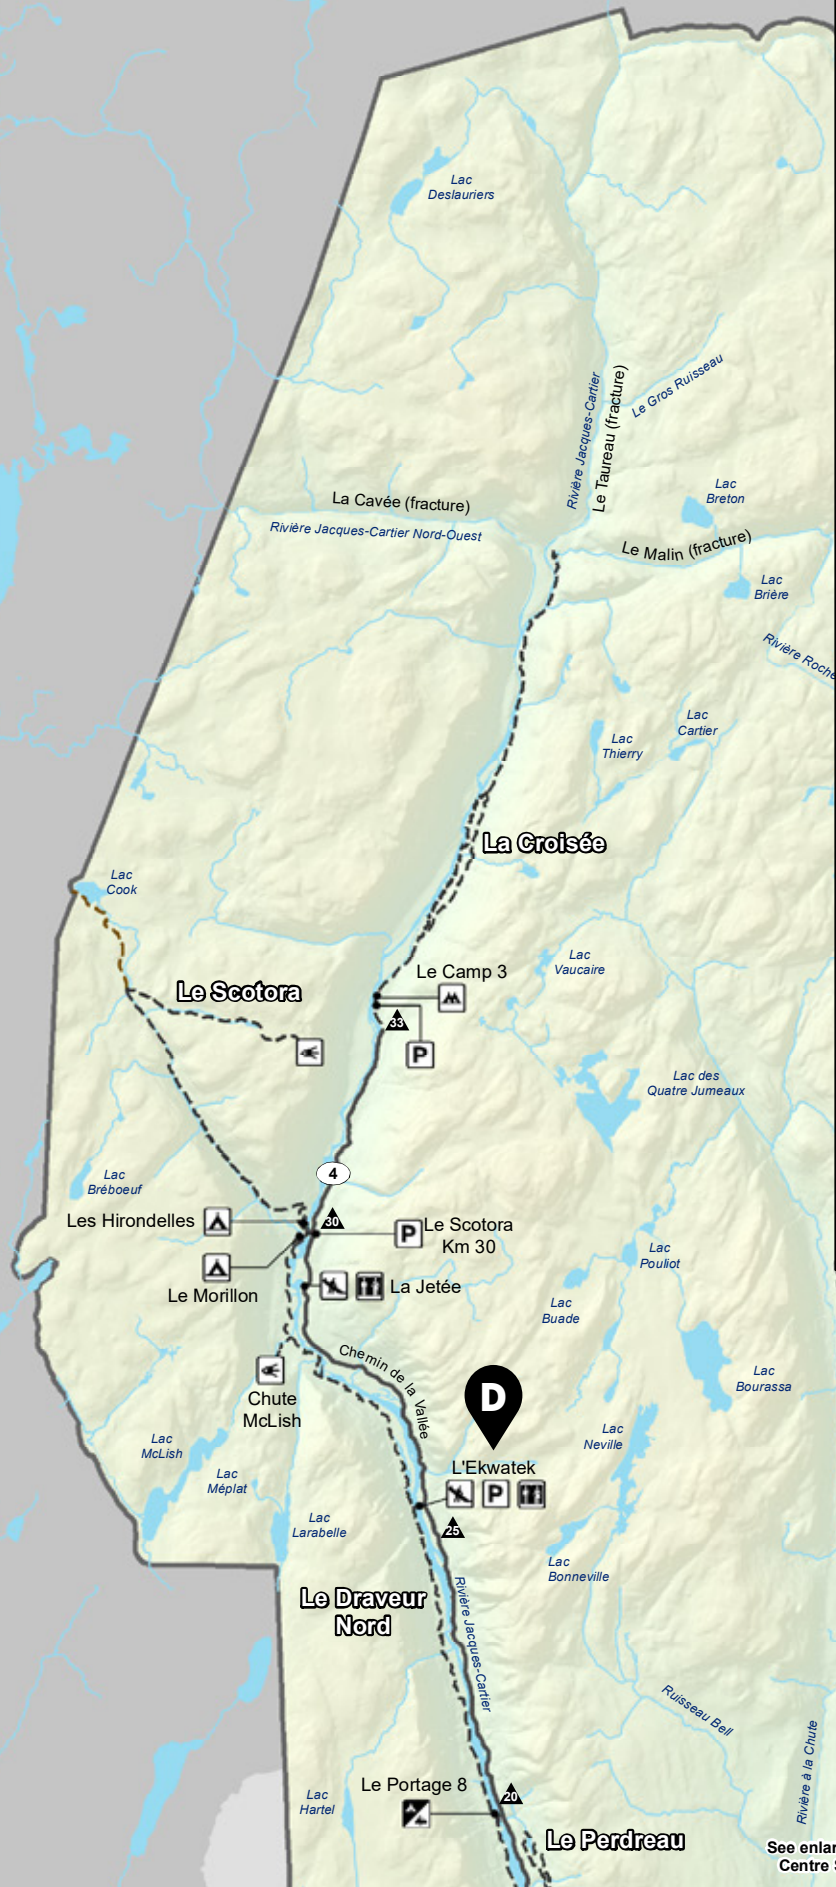 Lac
Deslauriers
Rivière Jacques-Cartier
Le Taureau (fracture)
Le Gros Ruisseau
La Cavée (fracture)
Rivière Jacques-Cartier Nord-Ouest
Lac
Breton
Le Malin (fracture)
Lac
Brière
Rivière Roche
Lac
Cartier
Lac
Thierry
La Croisée
Lac
Cook
Lac
Vaucaire
Le Camp 3
Le Scotora
33
P
Lac des
Quatre Jumeaux
4
Lac
Bréboeuf
Les Hirondelles
30
P
Le Scotora
Km 30
Lac
Pouliot
Le Morillon
La Jetée
Lac
Buade
Chemin de la Vallée
Chute
McLish
Lac
Bourassa
D
Lac
McLish
Lac
Neville
L'Ekwatek
Lac
Méplat
P
Lac
Larabelle
25
Lac
Bonneville
Le Draveur
Nord
Rivière Jacques-Cartier
Ruisseau Bell
Rivière à la Chute
Le Portage 8
20
Lac
Hartel
Le Perdreau
See enlar
Centre S